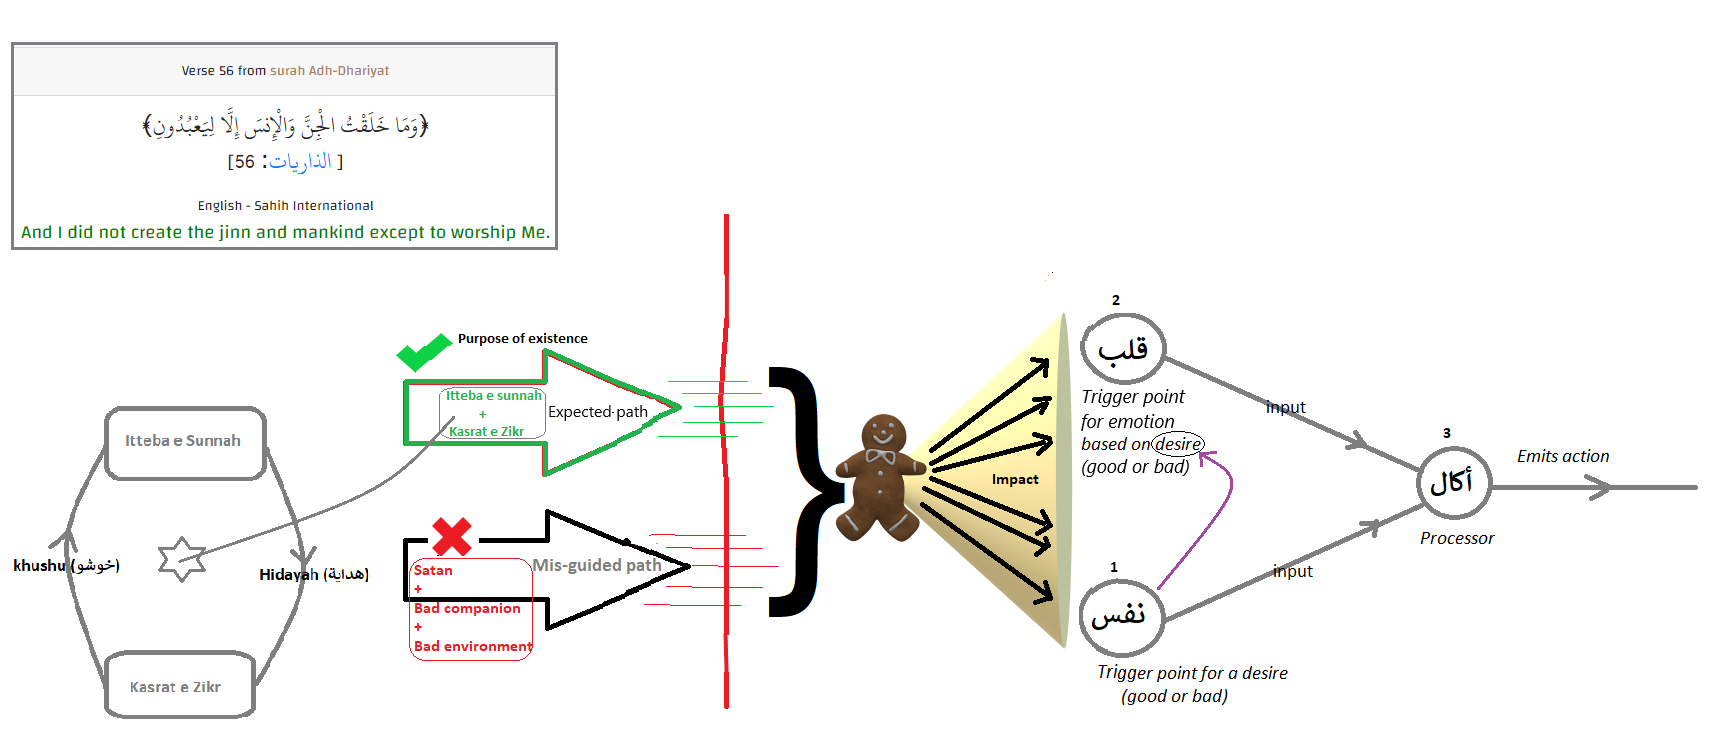 Verse 56 from surah Adh-Dhariyat
﴿وَمَا خَلَقْتُ الْجِنَّ وَالْإِنسَ إِلَّا لِيَعْبُدُونِ﴾
[ الذاريات: 56]
English - Sahih International
And I did not create the jinn and mankind except to worship Me.
Purpose of existence
Itteba e sunnah
+
Kasrat e Zikr
Expected path
Itteba e Sunnah
khushu (خوشو)
Hidayah (هداية)
Kasrat e Zikr
Satan
+
Bad companion
+
Bad environment
Mis-guided path
}
Impact
2
قلب
Trigger point
for emotion
based on desire
(good or bad)
input
1
نفس
Trigger point for a desire
(good or bad)
input
3
أكال
Processor
Emits action